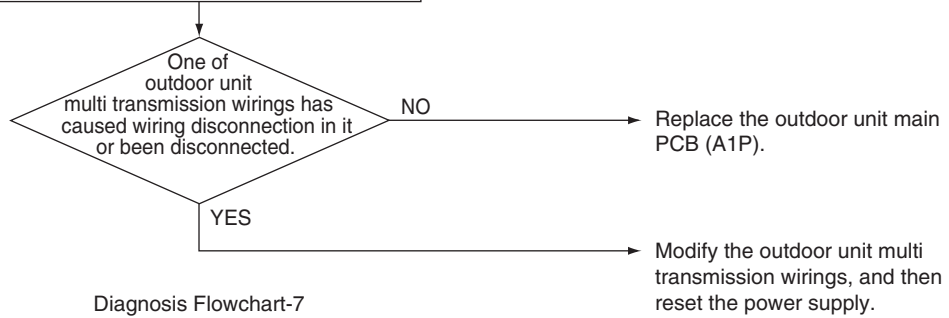 One of
outdoor unit
multi transmission wirings has
caused wiring disconnection in it
or been disconnected.
NO
Replace the outdoor unit main
PCB (A1P).
YES
Modify the outdoor unit multi
transmission wirings, and then
reset the power supply.
Diagnosis Flowchart-7